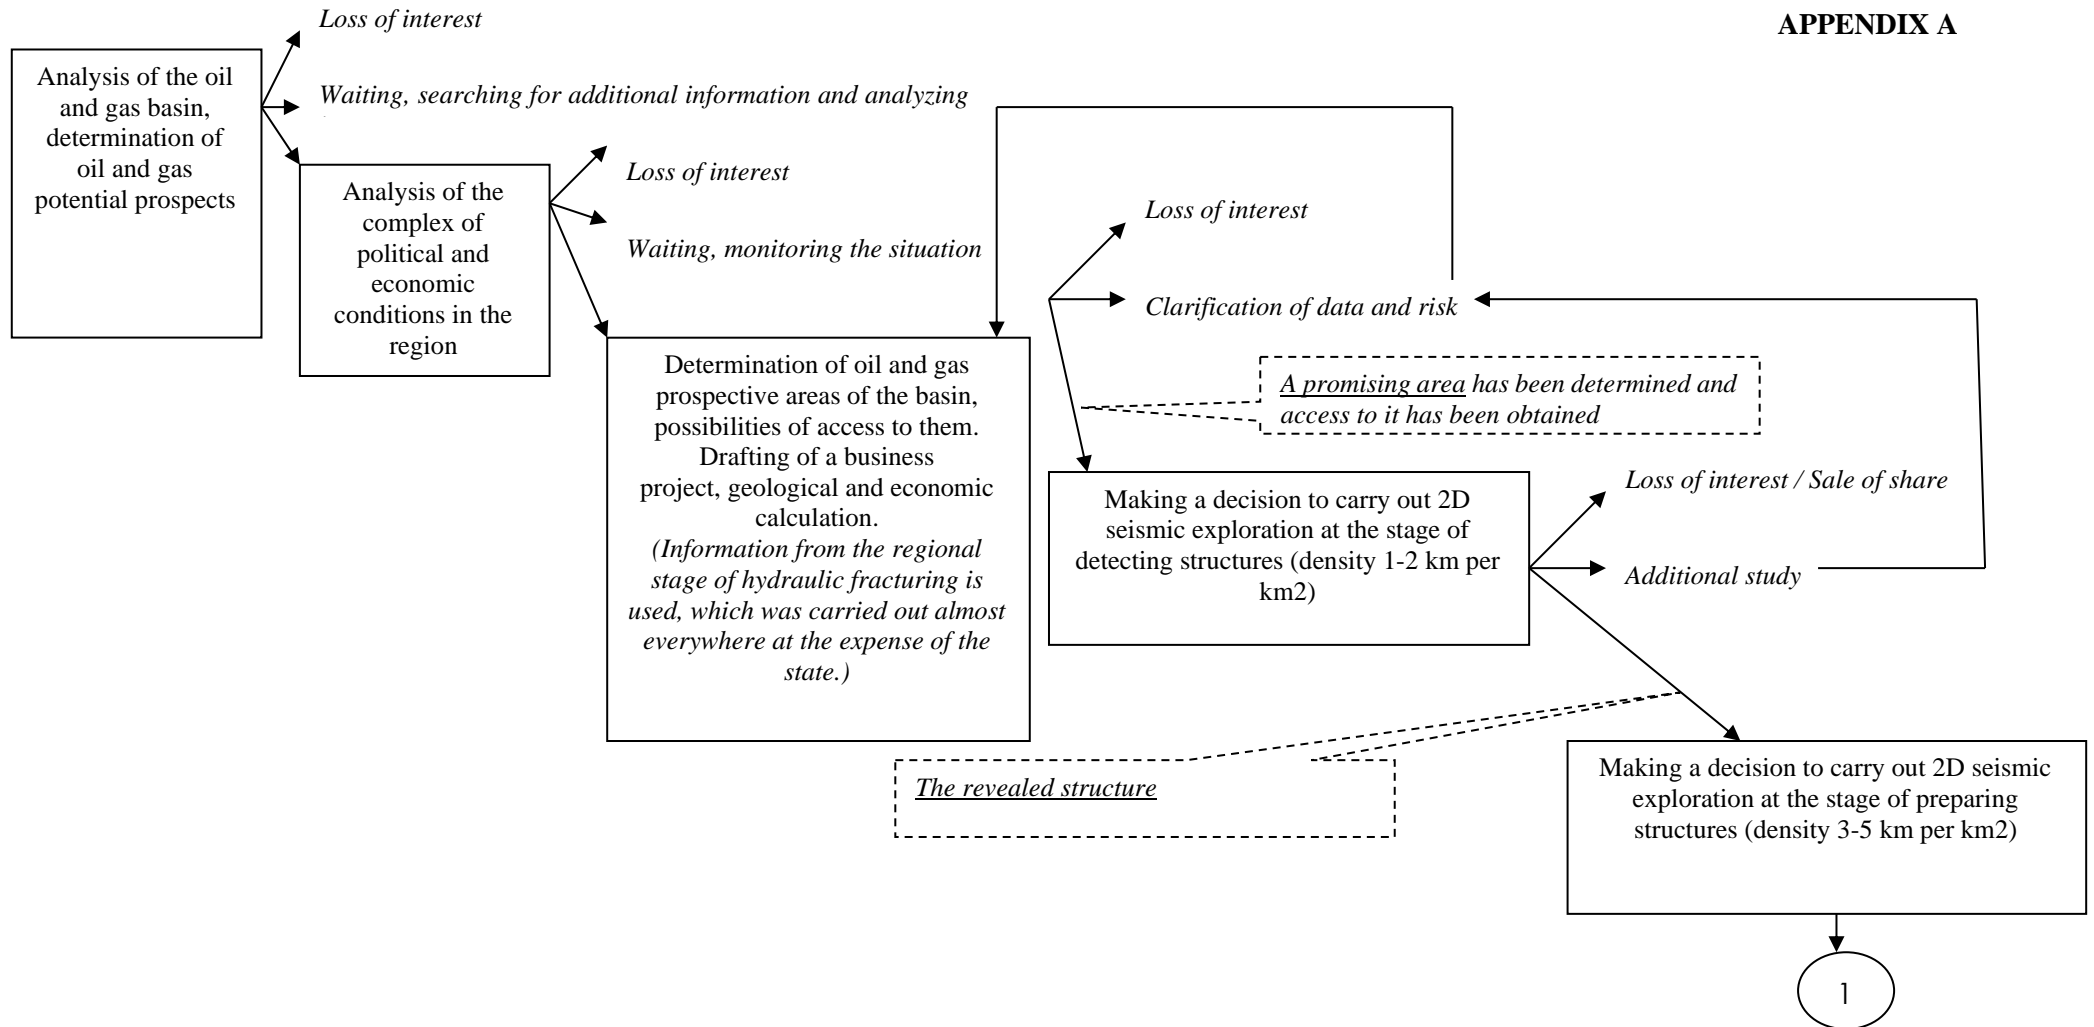 APPENDIX A
Loss of interest
Analysis of the oil
and gas basin,
determination of
oil and gas
potential prospects
Waiting, searching for additional information and analyzing
Loss of interest
Analysis of the
complex of
political and
economic
conditions in the
region
Waiting, monitoring the situation
Loss of interest
Clarification of data and risk
Determination of oil and gas
prospective areas of the basin,
possibilities of access to them.
Drafting of a business
project, geological and economic
calculation.
(Information from the regional
stage of hydraulic fracturing is
used, which was carried out almost
everywhere at the expense of the
state.)
A promising area has been determined and
access to it has been obtained
Making a decision to carry out 2D
seismic exploration at the stage of
detecting structures (density 1-2 km per
km2)
Loss of interest / Sale of share
Additional study
The revealed structure
Making a decision to carry out 2D seismic
exploration at the stage of preparing
structures (density 3-5 km per km2)
1